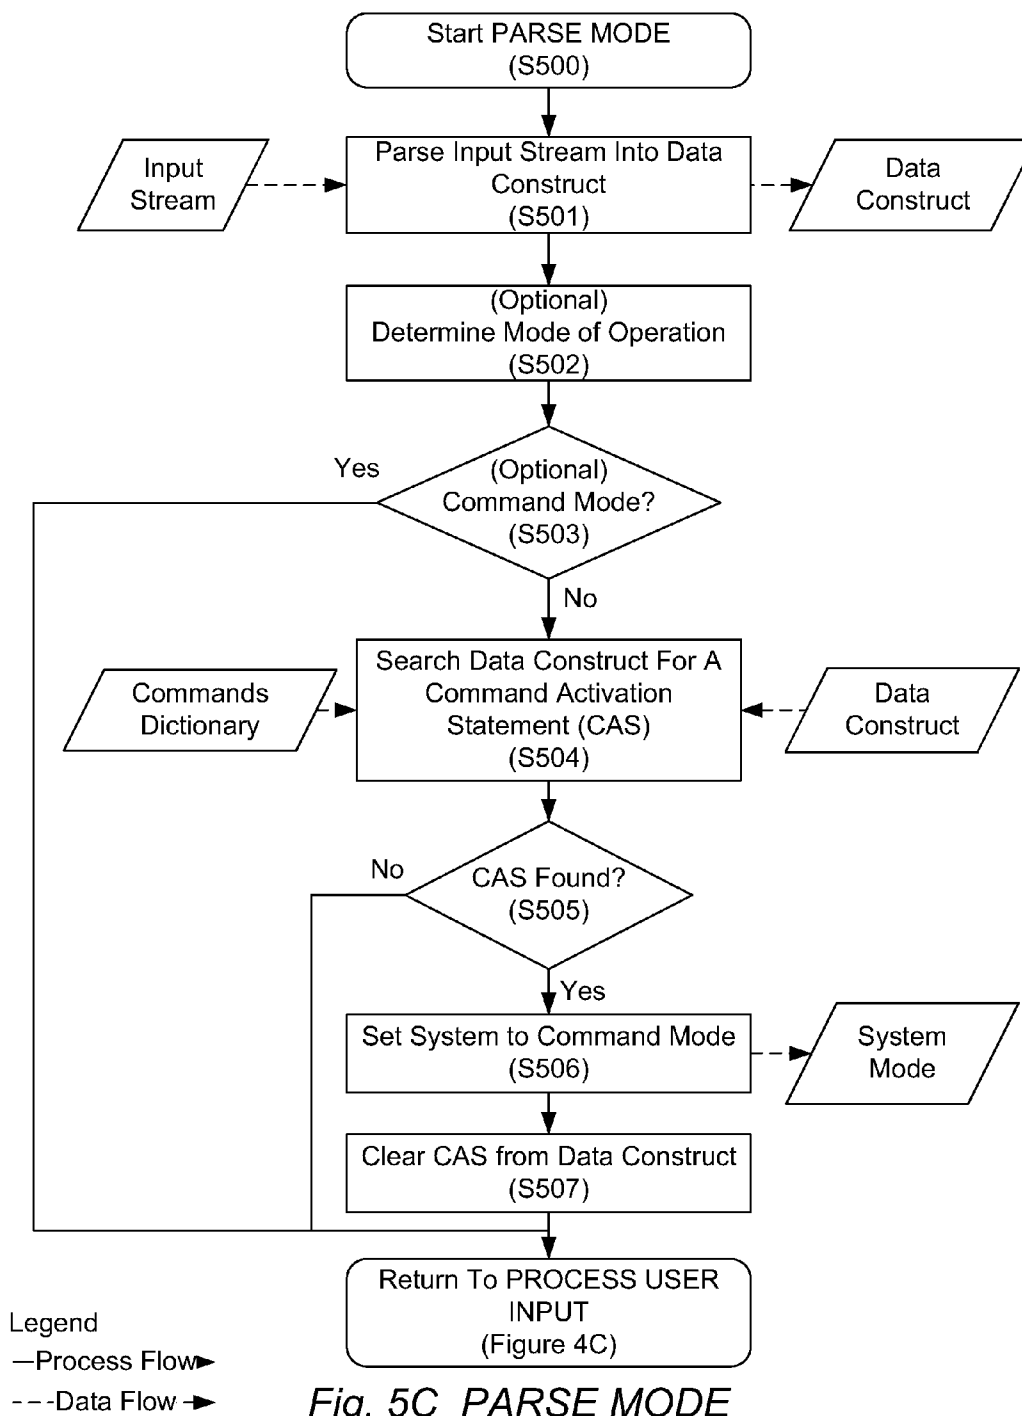 Start PARSE MODE
(S500)
Input
Stream
Parse Input Stream Into Data
Construct
(S501)
Data
Construct
(Optional)
Determine Mode of Operation
(S502)
Yes
(Optional)
Command Mode?
(S503)
No
Commands
Dictionary
Search Data Construct For A
Command Activation
Statement (CAS)
(S504)
Data
Construct
No
CAS Found?
(S505)
Yes
Set System to Command Mode
(S506)
System
Mode
Clear CAS from Data Construct
(S507)
Return To PROCESS USER
INPUT
(Figure 4C)
Legend
Process Flow
Data Flow
Fig. 5C PARSE MODE